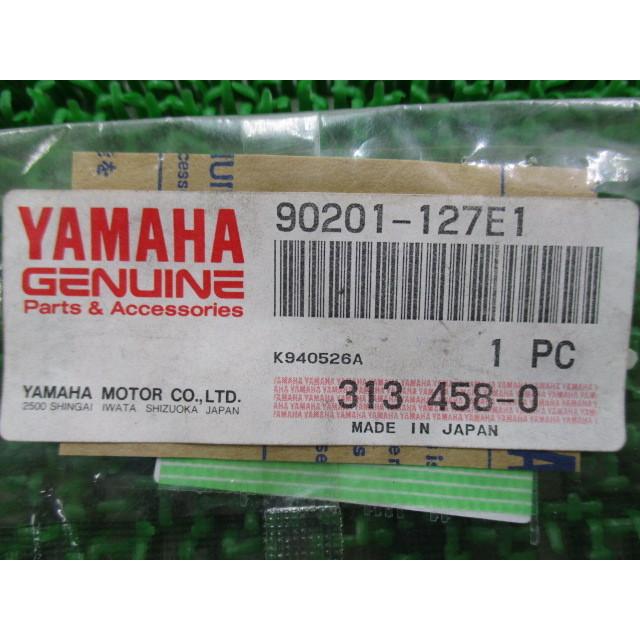 YAMAHA
GENUINE
Parts & Accessories
90201-127E1
K940526A
1 PC
YAMAHA MOTOR CO.,LTD.
2500 SHINGAI IWATA SHIZUOKA JAPAN
313 458-0
MADE IN JAPAN